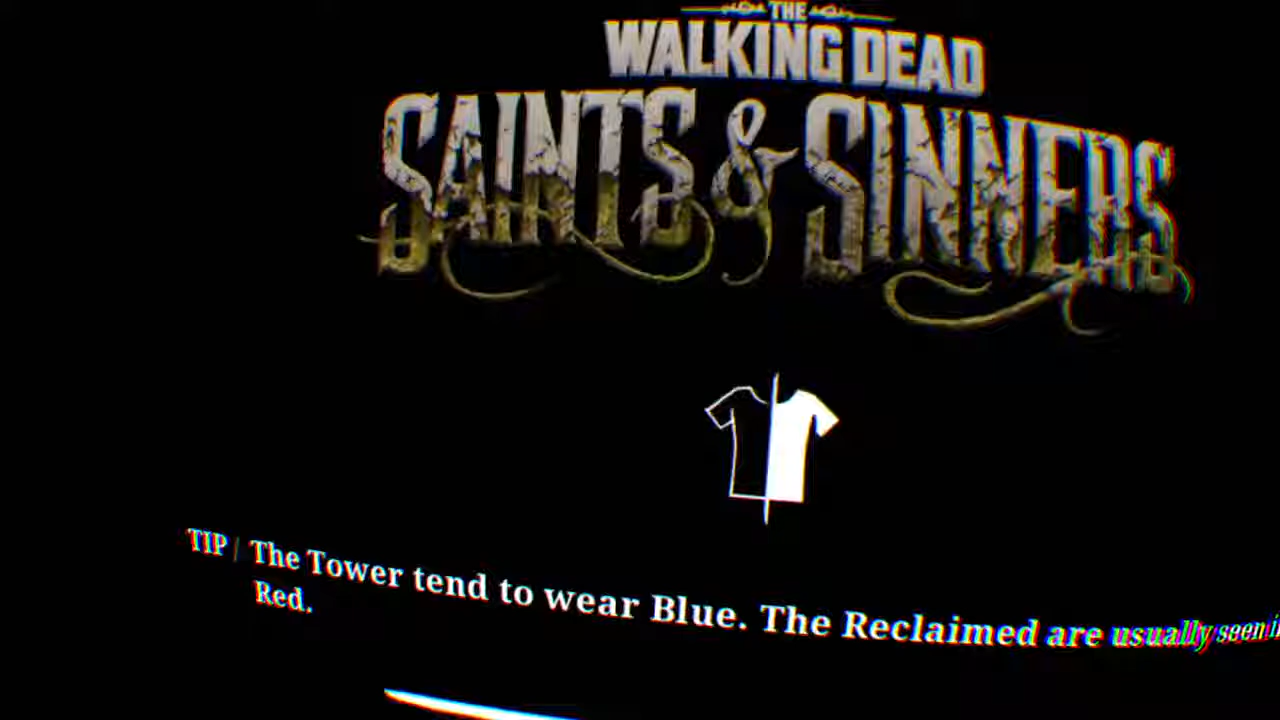 THE
WALKING DEAD
SAINTS & SINNERS
TIP | The Tower tend to wear Blue. The Reclaimed are usually seen
Red.